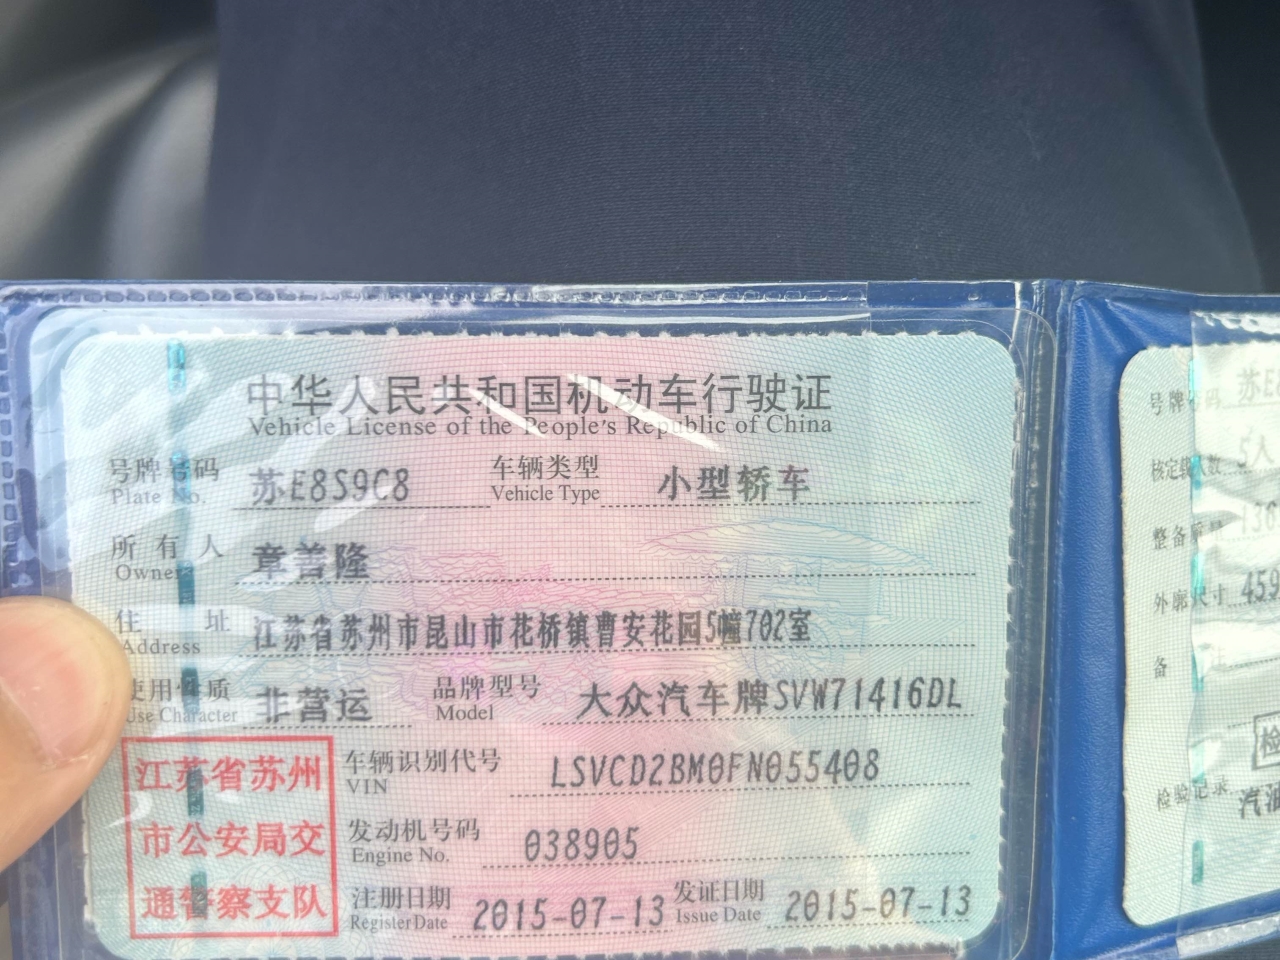 中华人民共和国机动车行驶证
Vehicle License of the People's Republic of China
号牌号码 苏E8S9C8 车辆类型 小型轿车
Plate No. Vehicle Type
所有人 章善隆
Owner
住址 江苏省苏州市昆山市花桥镇曹安花园5幢702室
Address
使用性质 非营运 品牌型号 大众汽车牌SVW71416DL
Use Character Model
江苏省苏州
市公安局交
通警察支队
车辆识别代号 LSVCD2BM0FN055408
VIN
发动机号码 038905
Engine No.
注册日期 2015-07-13 发证日期 2015-07-13
Register Date Issue Date
号牌号码 苏E
核定载人数 5人
整备质量 136
外廓尺寸 459
备注
检
检验记录
汽油